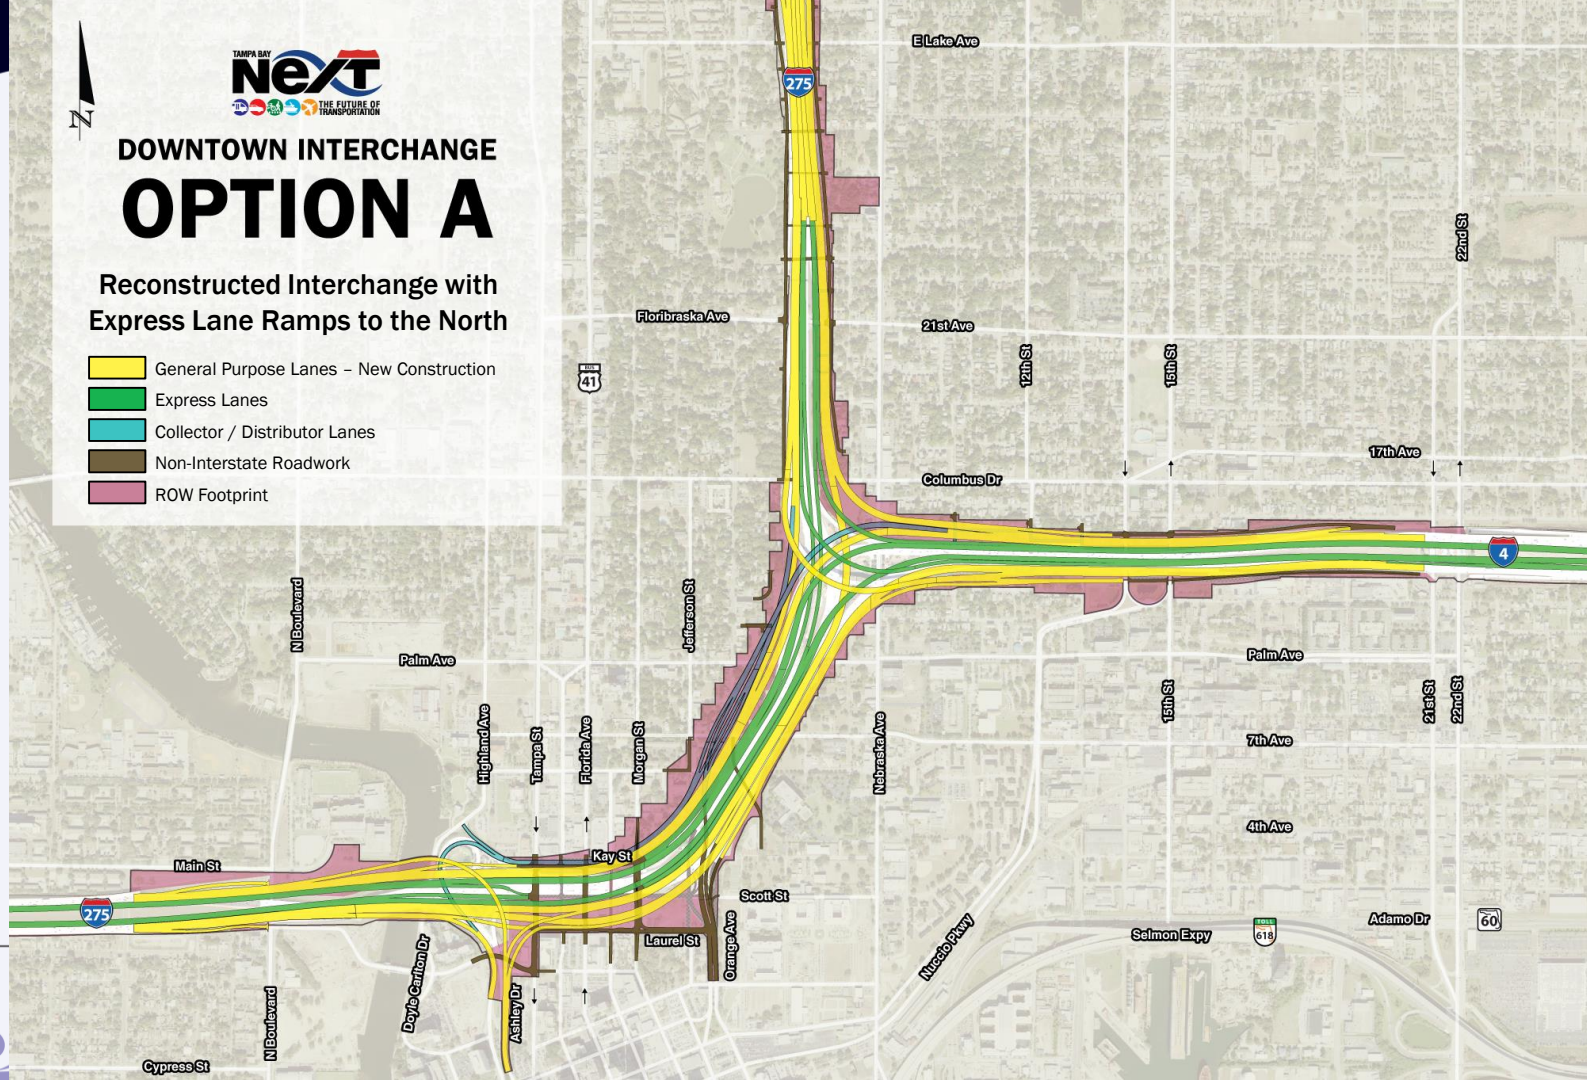 TAMPA BAY
NeXT
THE FUTURE OF
TRANSPORTATION
N
DOWNTOWN INTERCHANGE
OPTION A
Reconstructed Interchange with
Express Lane Ramps to the North
General Purpose Lanes – New Construction
Express Lanes
Collector / Distributor Lanes
Non-Interstate Roadwork
ROW Footprint
E Lake Ave
275
22nd St
Floribraska Ave
21st Ave
12th St
15th St
41
17th Ave
Columbus Dr
4
N Boulevard
Jefferson St
Palm Ave
Palm Ave
15th St
21st St
22nd St
Highland Ave
Tampa St
Florida Ave
Morgan St
Nebraska Ave
7th Ave
4th Ave
Main St
Kay St
Scott St
275
Laurel St
Orange Ave
Nuccio Pkwy
Selmon Expy
TOLL
618
Adamo Dr
60
Doyle Carlton Dr
Ashley Dr
N Boulevard
Cypress St